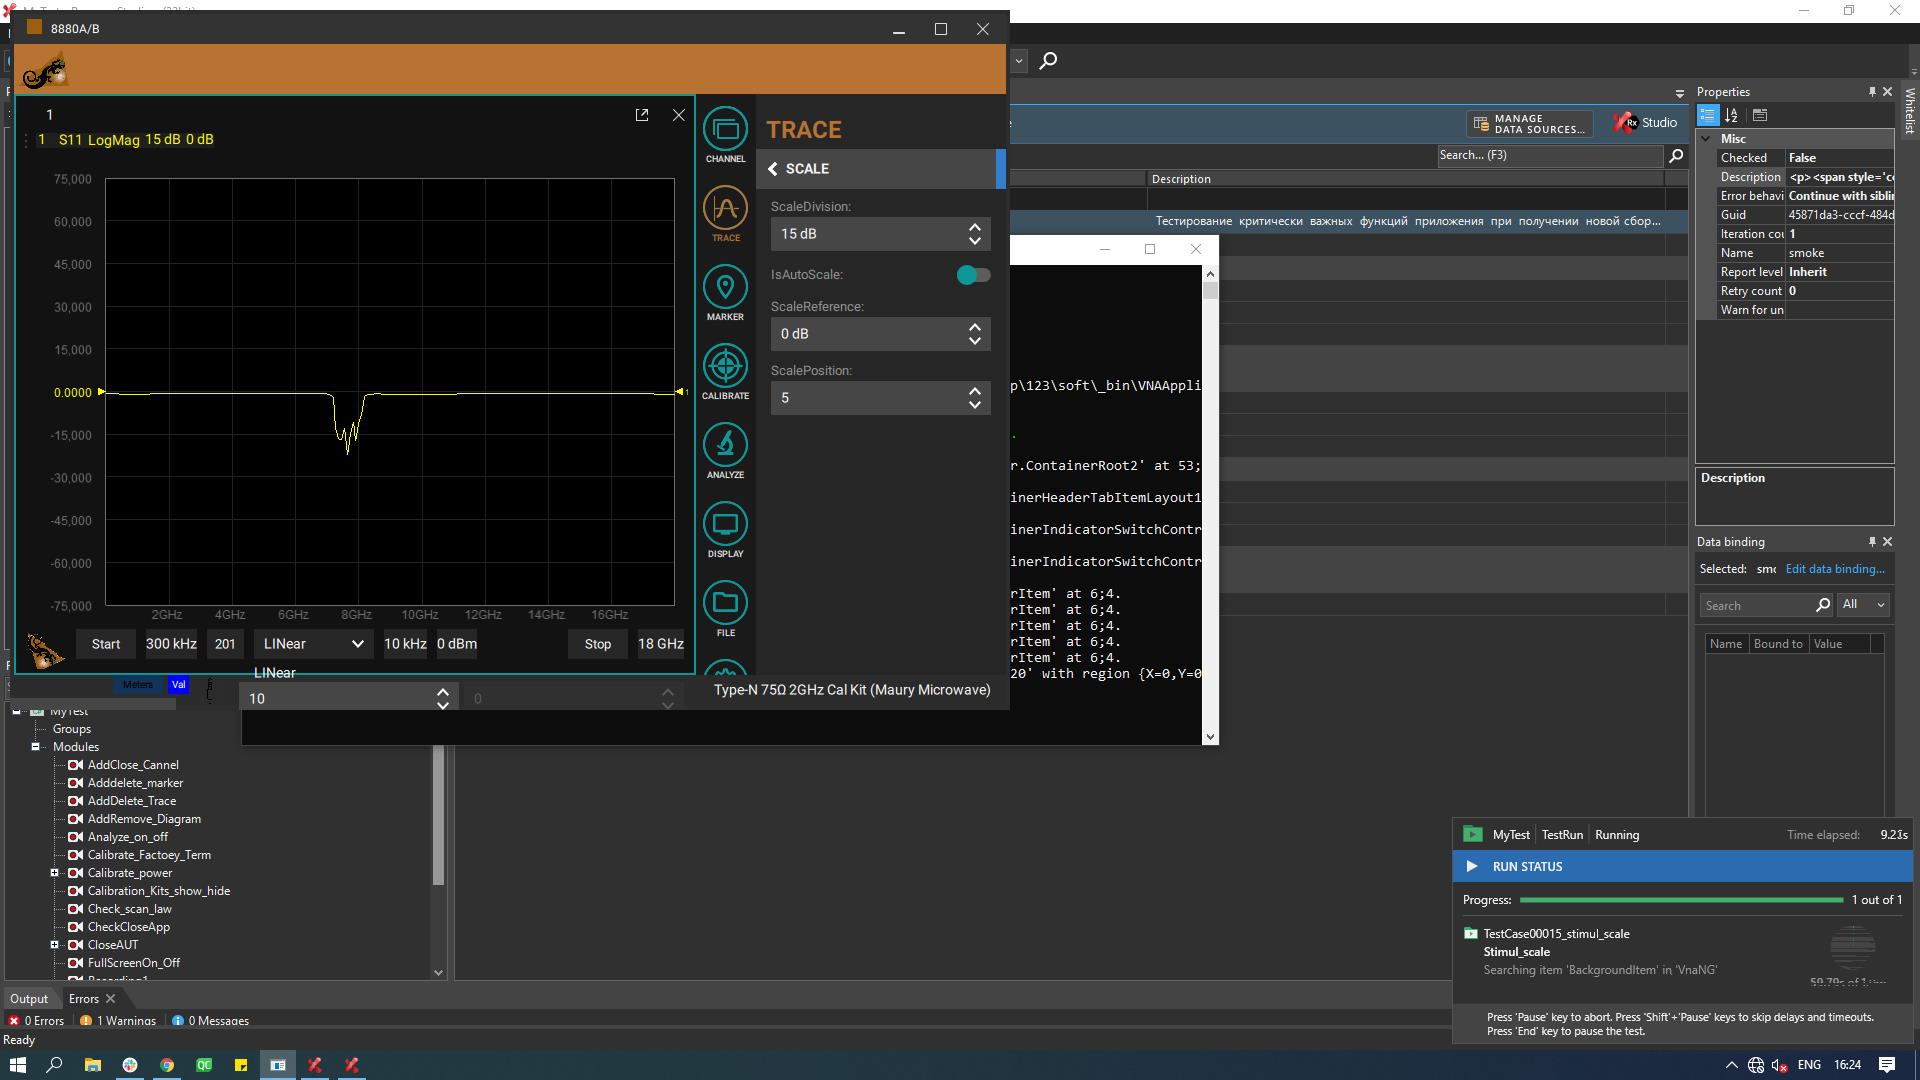 8880A/B
1
1 S11 LogMag 15 dB 0 dB
75,000
60,000
45,000
30,000
15,000
0.0000
-15,000
-30,000
-45,000
-60,000
-75,000
1
2GHz 4GHz 6GHz 8GHz 10GHz 12GHz 14GHz 16GHz
Start 300 kHz 201 LINear 10 kHz 0 dBm Stop 18 GHz
LINear
10 0
Type-N 75Ω 2GHz Cal Kit (Maury Microwave)
Meters Val
CHANNEL
TRACE
MARKER
CALIBRATE
ANALYZE
DISPLAY
FILE
TRACE
SCALE
ScaleDivision:
15 dB
IsAutoScale:
ScaleReference:
0 dB
ScalePosition:
5
MANAGE
DATA SOURCES...
Rx Studio
Search... (F3)
Description
Тестирование критически важных функций приложения при получении новой сбор...
p\123\soft\_bin\VNAAppli
.
r.ContainerRoot2' at 53;
inerHeaderTabItemLayout1
inerIndicatorSwitchContr
inerIndicatorSwitchContr
rItem' at 6;4.
rItem' at 6;4.
rItem' at 6;4.
rItem' at 6;4.
rItem' at 6;4.
20' with region {X=0,Y=0
Properties
Whitelist
Misc
Checked False
Description <p><span style='c
Error behavi Continue with siblin
Guid 45871da3-cccf-484d
Iteration cou 1
Name smoke
Report level Inherit
Retry count 0
Warn for un
Description
Data binding
Selected: smc Edit data binding...
Search All
Name Bound to Value
MyTest
Groups
Modules
AddClose_Cannel
Adddelete_marker
AddDelete_Trace
AddRemove_Diagram
Analyze_on_off
Calibrate_Factoey_Term
Calibrate_power
Calibration_Kits_show_hide
Check_scan_law
CheckCloseApp
CloseAUT
FullScreenOn_Off
Recording1
Output Errors
0 Errors 1 Warnings 0 Messages
Ready
MyTest TestRun Running Time elapsed:
RUN STATUS
Progress: 1 out of 1
TestCase00015_stimul_scale
Stimul_scale
Searching item 'BackgroundItem' in 'VnaNG'
Press 'Pause' key to abort. Press 'Shift'+'Pause' keys to skip delays and timeouts.
Press 'End' key to pause the test.
QC
ENG 16:24